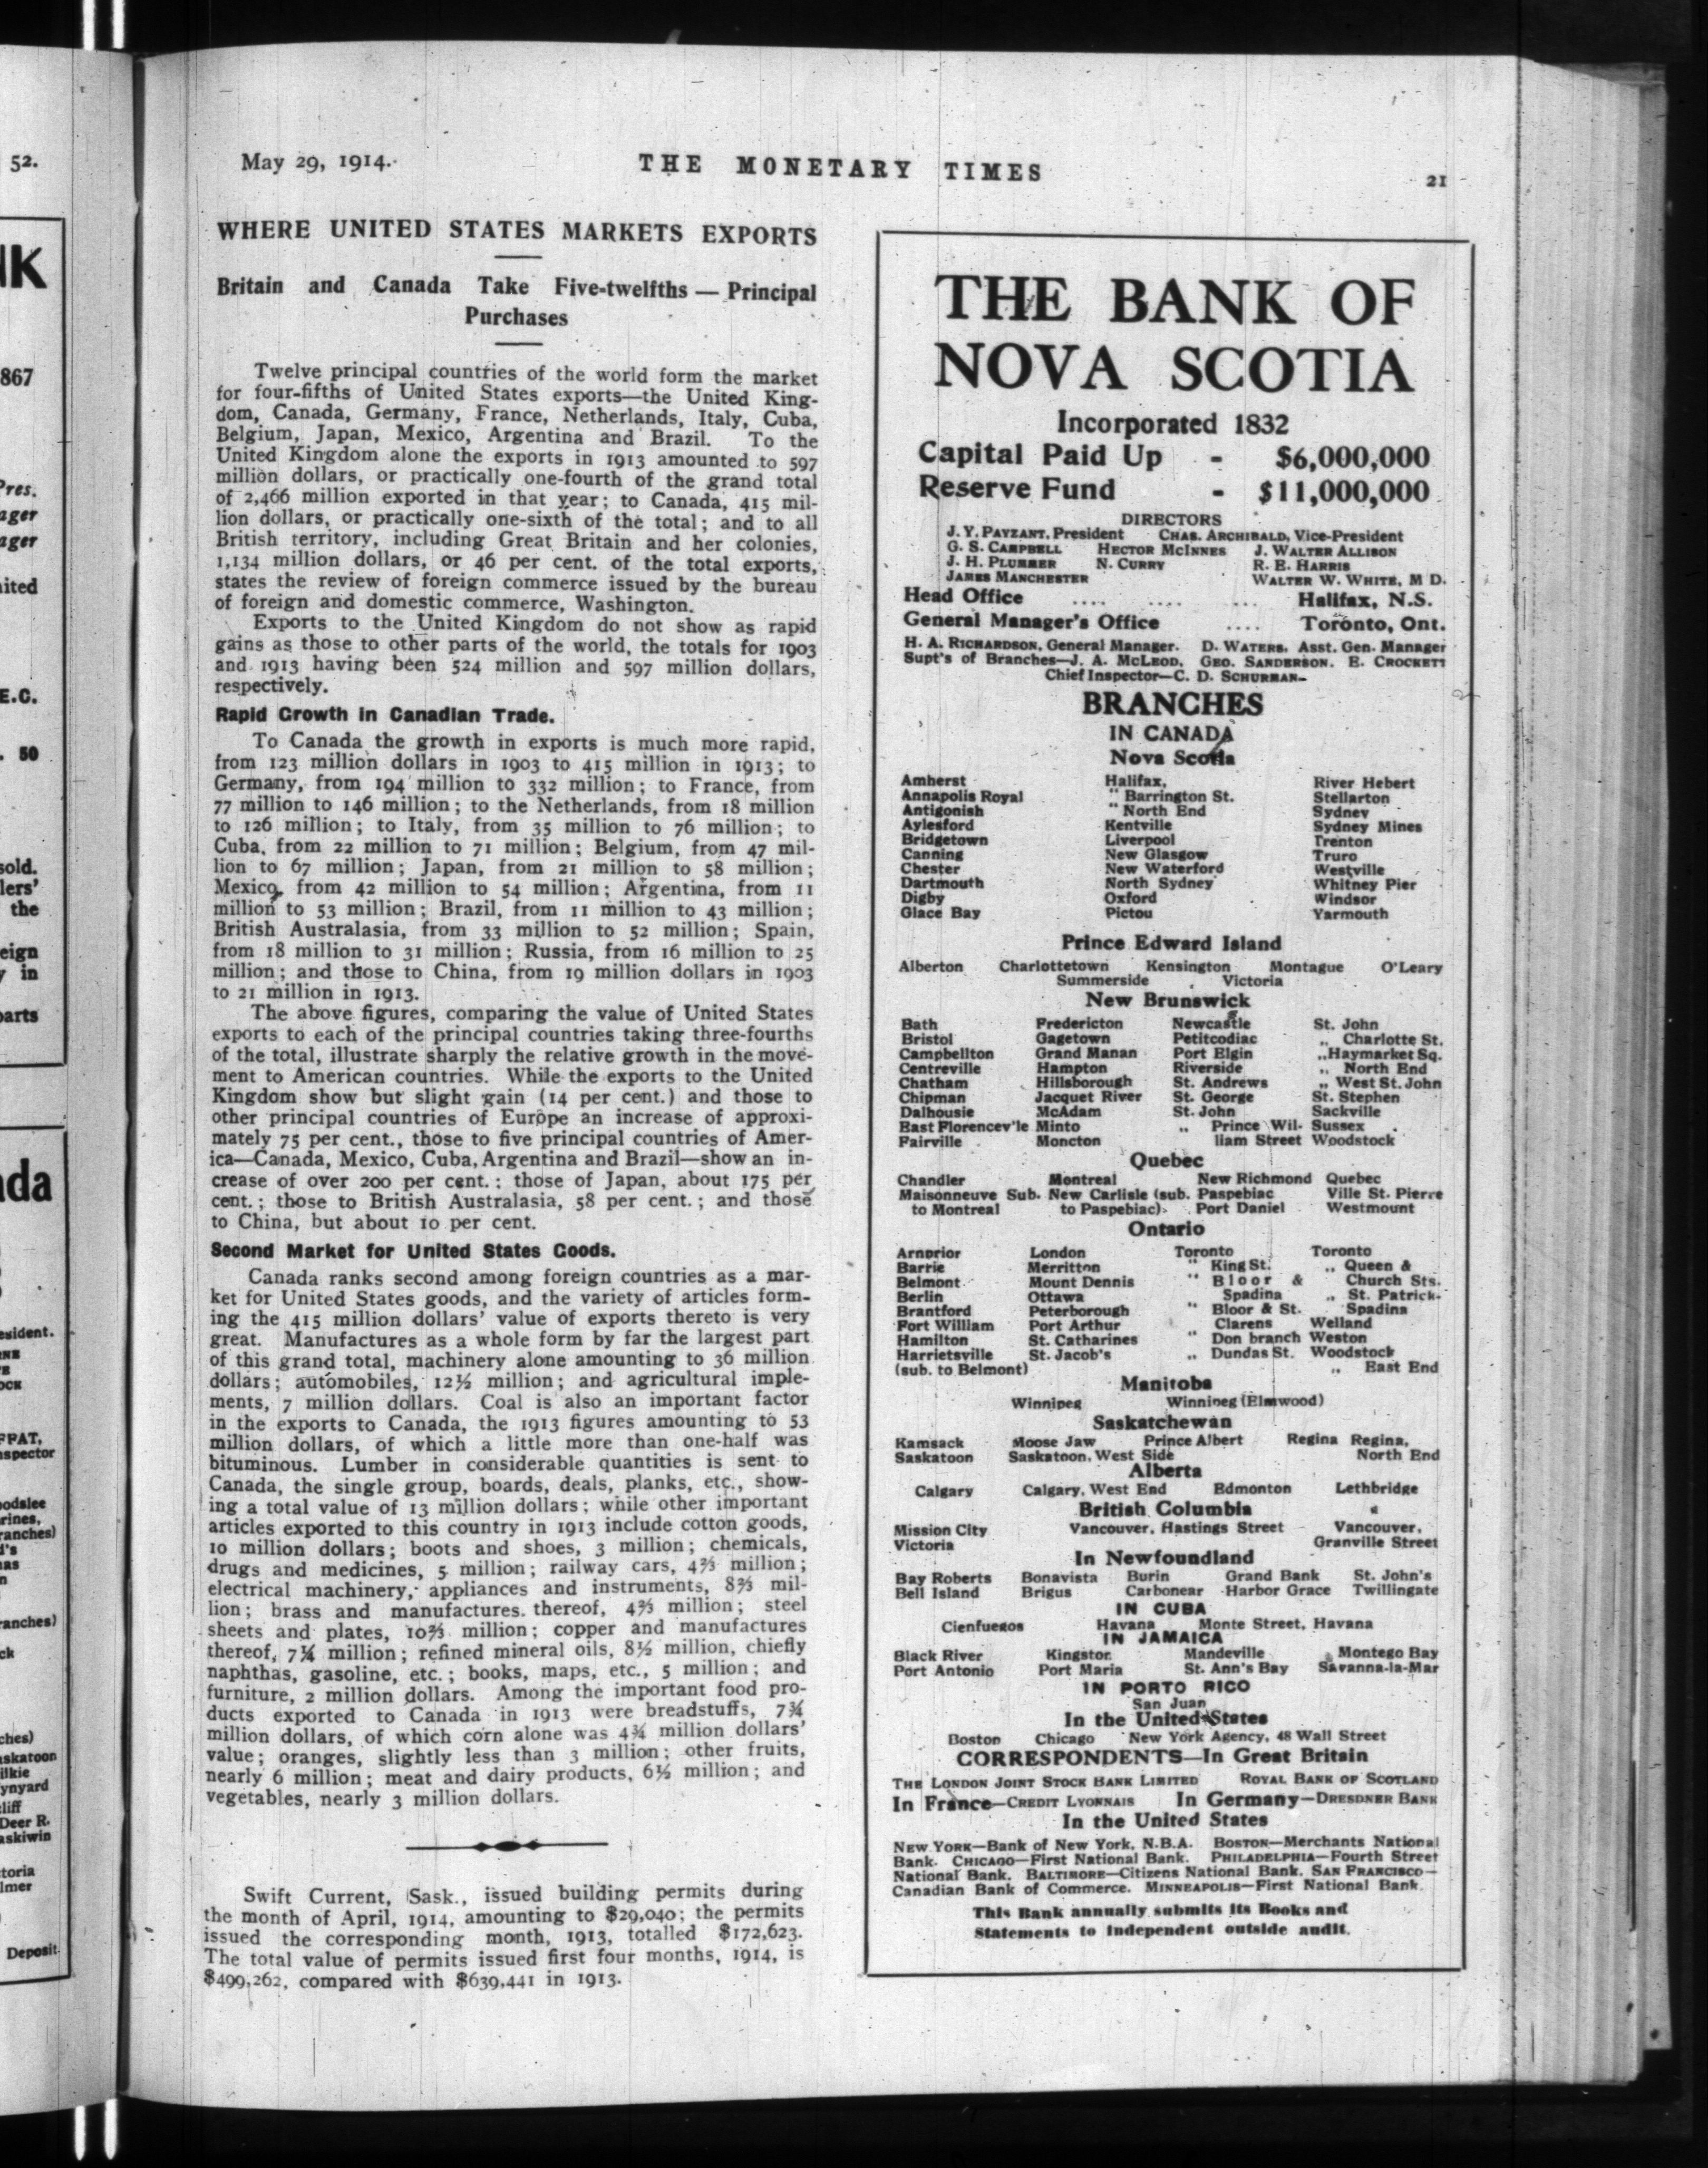 52.
NK
867
Pres.
ager
ager
ited
E.C.
. 50
sold.
lers'
the
eign
y in
parts
ada
esident.
OCK
FPAT,
nspector
oodslee
rines,
ranches)
l's
as
n
ranches)
ck
ches)
askatoon
ilkie
ynyard
cliff
Deer R.
askiwin
toria
lmer
Deposit
May 29, 1914.
THE MONETARY TIMES
21
WHERE UNITED STATES MARKETS EXPORTS
Britain and Canada Take Five-twelfths — Principal
Purchases
Twelve principal countries of the world form the market
for four-fifths of United States exports—the United King-
dom, Canada, Germany, France, Netherlands, Italy, Cuba,
Belgium, Japan, Mexico, Argentina and Brazil. To the
United Kingdom alone the exports in 1913 amounted to 597
million dollars, or practically one-fourth of the grand total
of 2,466 million exported in that year; to Canada, 415 mil-
lion dollars, or practically one-sixth of the total; and to all
British territory, including Great Britain and her colonies,
1,134 million dollars, or 46 per cent. of the total exports,
states the review of foreign commerce issued by the bureau
of foreign and domestic commerce, Washington.
Exports to the United Kingdom do not show as rapid
gains as those to other parts of the world, the totals for 1903
and 1913 having been 524 million and 597 million dollars,
respectively.
Rapid Growth in Canadian Trade.
To Canada the growth in exports is much more rapid,
from 123 million dollars in 1903 to 415 million in 1913; to
Germany, from 194 million to 332 million; to France, from
77 million to 146 million; to the Netherlands, from 18 million
to 126 million; to Italy, from 35 million to 76 million; to
Cuba, from 22 million to 71 million; Belgium, from 47 mil-
lion to 67 million; Japan, from 21 million to 58 million;
Mexico, from 42 million to 54 million; Argentina, from 11
million to 53 million; Brazil, from 11 million to 43 million;
British Australasia, from 33 million to 52 million; Spain,
from 18 million to 31 million; Russia, from 16 million to 25
million; and those to China, from 19 million dollars in 1903
to 21 million in 1913.
The above figures, comparing the value of United States
exports to each of the principal countries taking three-fourths
of the total, illustrate sharply the relative growth in the move-
ment to American countries. While the exports to the United
Kingdom show but slight gain (14 per cent.) and those to
other principal countries of Europe an increase of approxi-
mately 75 per cent., those to five principal countries of Amer-
ica—Canada, Mexico, Cuba, Argentina and Brazil—show an in-
crease of over 200 per cent.; those of Japan, about 175 per
cent.; those to British Australasia, 58 per cent.; and those
to China, but about 10 per cent.
Second Market for United States Goods.
Canada ranks second among foreign countries as a mar-
ket for United States goods, and the variety of articles form-
ing the 415 million dollars' value of exports thereto is very
great. Manufactures as a whole form by far the largest part
of this grand total, machinery alone amounting to 36 million
dollars; automobiles, 12½ million; and agricultural imple-
ments, 7 million dollars. Coal is also an important factor
in the exports to Canada, the 1913 figures amounting to 53
million dollars, of which a little more than one-half was
bituminous. Lumber in considerable quantities is sent to
Canada, the single group, boards, deals, planks, etc., show-
ing a total value of 13 million dollars; while other important
articles exported to this country in 1913 include cotton goods,
10 million dollars; boots and shoes, 3 million; chemicals,
drugs and medicines, 5 million; railway cars, 4⅔ million;
electrical machinery, appliances and instruments, 8⅔ mil-
lion; brass and manufactures thereof, 4⅔ million; steel
sheets and plates, 10⅔ million; copper and manufactures
thereof, 7¼ million; refined mineral oils, 8½ million, chiefly
naphthas, gasoline, etc.; books, maps, etc., 5 million; and
furniture, 2 million dollars. Among the important food pro-
ducts exported to Canada in 1913 were breadstuffs, 7¾
million dollars, of which corn alone was 4¾ million dollars'
value; oranges, slightly less than 3 million; other fruits,
nearly 6 million; meat and dairy products, 6½ million; and
vegetables, nearly 3 million dollars.
Swift Current, Sask., issued building permits during
the month of April, 1914, amounting to $29,040; the permits
issued the corresponding month, 1913, totalled $172,623.
The total value of permits issued first four months, 1914, is
$499,262, compared with $639,441 in 1913.
THE BANK OF
NOVA SCOTIA
Incorporated 1832
Capital Paid Up - $6,000,000
Reserve Fund - $11,000,000
DIRECTORS
J. Y. PAYZANT, President CHAS. ARCHIBALD, Vice-President
G. S. CAMPBELL HECTOR MCINNES J. WALTER ALLISON
J. H. PLUMMER N. CURRY R. E. HARRIS
JAMES MANCHESTER WALTER W. WHITE, M D.
Head Office .... .... .... Halifax, N.S.
General Manager's Office .... Toronto, Ont.
H. A. RICHARDSON, General Manager. D. WATERS, Asst. Gen. Manager
Supt's of Branches—J. A. MCLEOD, GEO. SANDERSON, E. CROCKETT
Chief Inspector—C. D. SCHURMAN
BRANCHES
IN CANADA
Nova Scotia
Amherst Halifax, River Hebert
Annapolis Royal " Barrington St. Stellarton
Antigonish " North End Sydney
Aylesford Kentville Sydney Mines
Bridgetown Liverpool Trenton
Canning New Glasgow Truro
Chester New Waterford Westville
Dartmouth North Sydney Whitney Pier
Digby Oxford Windsor
Glace Bay Pictou Yarmouth
Prince Edward Island
Alberton Charlottetown Kensington Montague O'Leary
Summerside Victoria
New Brunswick
Bath Fredericton Newcastle St. John
Bristol Gagetown Petitcodiac ,, Charlotte St.
Campbellton Grand Manan Port Elgin ,, Haymarket Sq.
Centreville Hampton Riverside ,, North End
Chatham Hillsborough St. Andrews ,, West St. John
Chipman Jacquet River St. George St. Stephen
Dalhousie McAdam St. John Sackville
East Florencev'le Minto ,, Prince Wil- Sussex
Fairville Moncton liam Street Woodstock
Quebec
Chandler Montreal New Richmond Quebec
Maisonneuve Sub. New Carlisle (sub. Paspebiac Ville St. Pierre
to Montreal to Paspebiac) Port Daniel Westmount
Ontario
Arnprior London Toronto Toronto
Barrie Merritton " King St. ,, Queen &
Belmont Mount Dennis " Bloor & Church Sts.
Berlin Ottawa Spadina ,, St. Patrick-
Brantford Peterborough " Bloor & St. Spadina
Fort William Port Arthur Clarens Welland
Hamilton St. Catharines " Don branch Weston
Harrietsville St. Jacob's ,, Dundas St. Woodstock
(sub. to Belmont) ,, East End
Manitoba
Winnipeg Winnipeg (Elmwood)
Saskatchewan
Kamsack Moose Jaw Prince Albert Regina Regina,
Saskatoon Saskatoon, West Side North End
Alberta
Calgary Calgary, West End Edmonton Lethbridge
British Columbia
Mission City Vancouver, Hastings Street Vancouver,
Victoria Granville Street
In Newfoundland
Bay Roberts Bonavista Burin Grand Bank St. John's
Bell Island Brigus Carbonear Harbor Grace Twillingate
IN CUBA
Cienfuegos Havana Monte Street, Havana
IN JAMAICA
Black River Kingston Mandeville Montego Bay
Port Antonio Port Maria St. Ann's Bay Savanna-la-Mar
IN PORTO RICO
San Juan
In the United States
Boston Chicago New York Agency, 48 Wall Street
CORRESPONDENTS—In Great Britain
THE LONDON JOINT STOCK BANK LIMITED ROYAL BANK OF SCOTLAND
In France—CREDIT LYONNAIS In Germany—DRESDNER BANK
In the United States
NEW YORK—Bank of New York, N.B.A. BOSTON—Merchants National
Bank. CHICAGO—First National Bank. PHILADELPHIA—Fourth Street
National Bank. BALTIMORE—Citizens National Bank. SAN FRANCISCO—
Canadian Bank of Commerce. MINNEAPOLIS—First National Bank.
This Bank annually submits its Books and
Statements to independent outside audit.